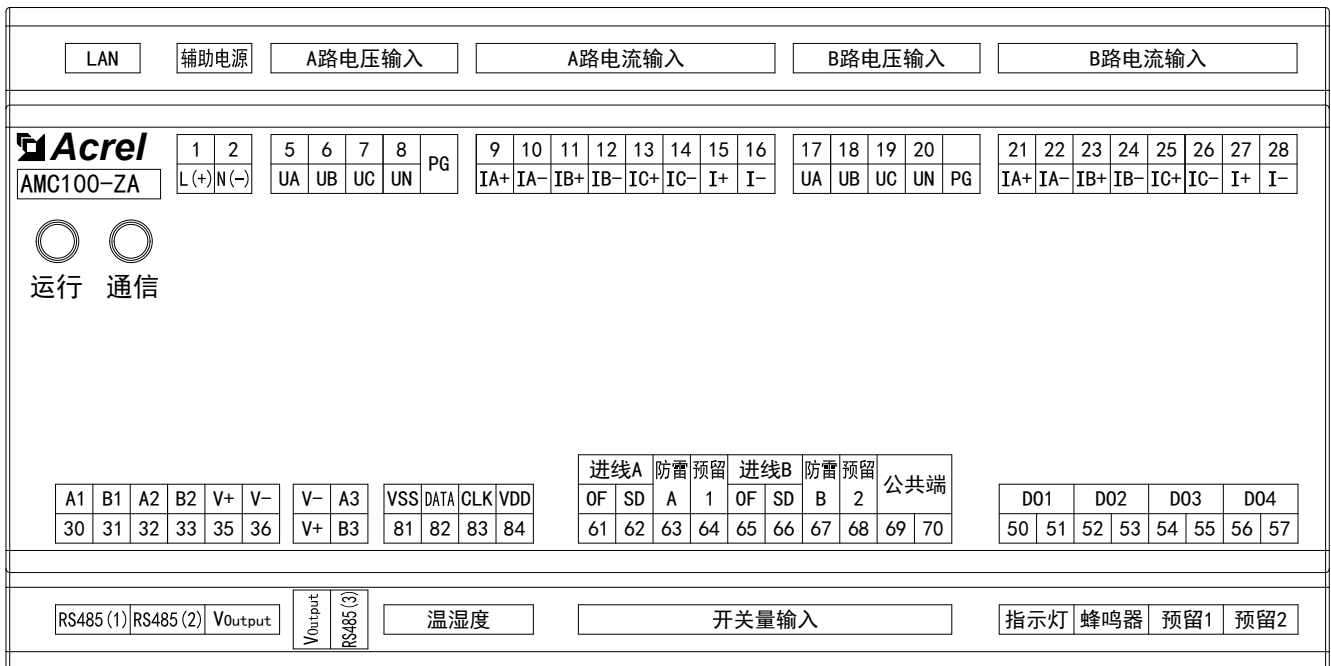 LAN 辅助电源 A路电压输入 A路电流输入 B路电压输入 B路电流输入
Acrel 1 2 5 6 7 8 PG 9 10 11 12 13 14 15 16 17 18 19 20 21 22 23 24 25 26 27 28
AMC100-ZA L(+) N(-) UA UB UC UN IA+ IA- IB+ IB- IC+ IC- I+ I- UA UB UC UN PG IA+ IA- IB+ IB- IC+ IC- I+ I-
运行 通信
进线A 防雷 预留 进线B 防雷 预留 公共端
A1 B1 A2 B2 V+ V- V- A3 VSS DATA CLK VDD OF SD A 1 OF SD B 2 DO1 DO2 DO3 DO4
30 31 32 33 35 36 V+ B3 81 82 83 84 61 62 63 64 65 66 67 68 69 70 50 51 52 53 54 55 56 57
RS485(1) RS485(2) VOutput VOutput RS485(3) 温湿度 开关量输入 指示灯 蜂鸣器 预留1 预留2